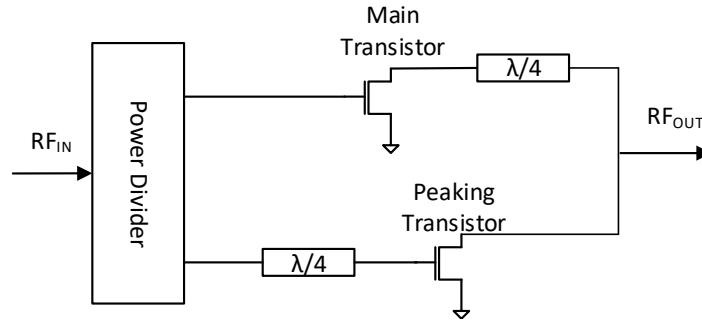 Main
Transistor
λ/4
RF_IN
Power Divider
RF_OUT
Peaking
Transistor
λ/4